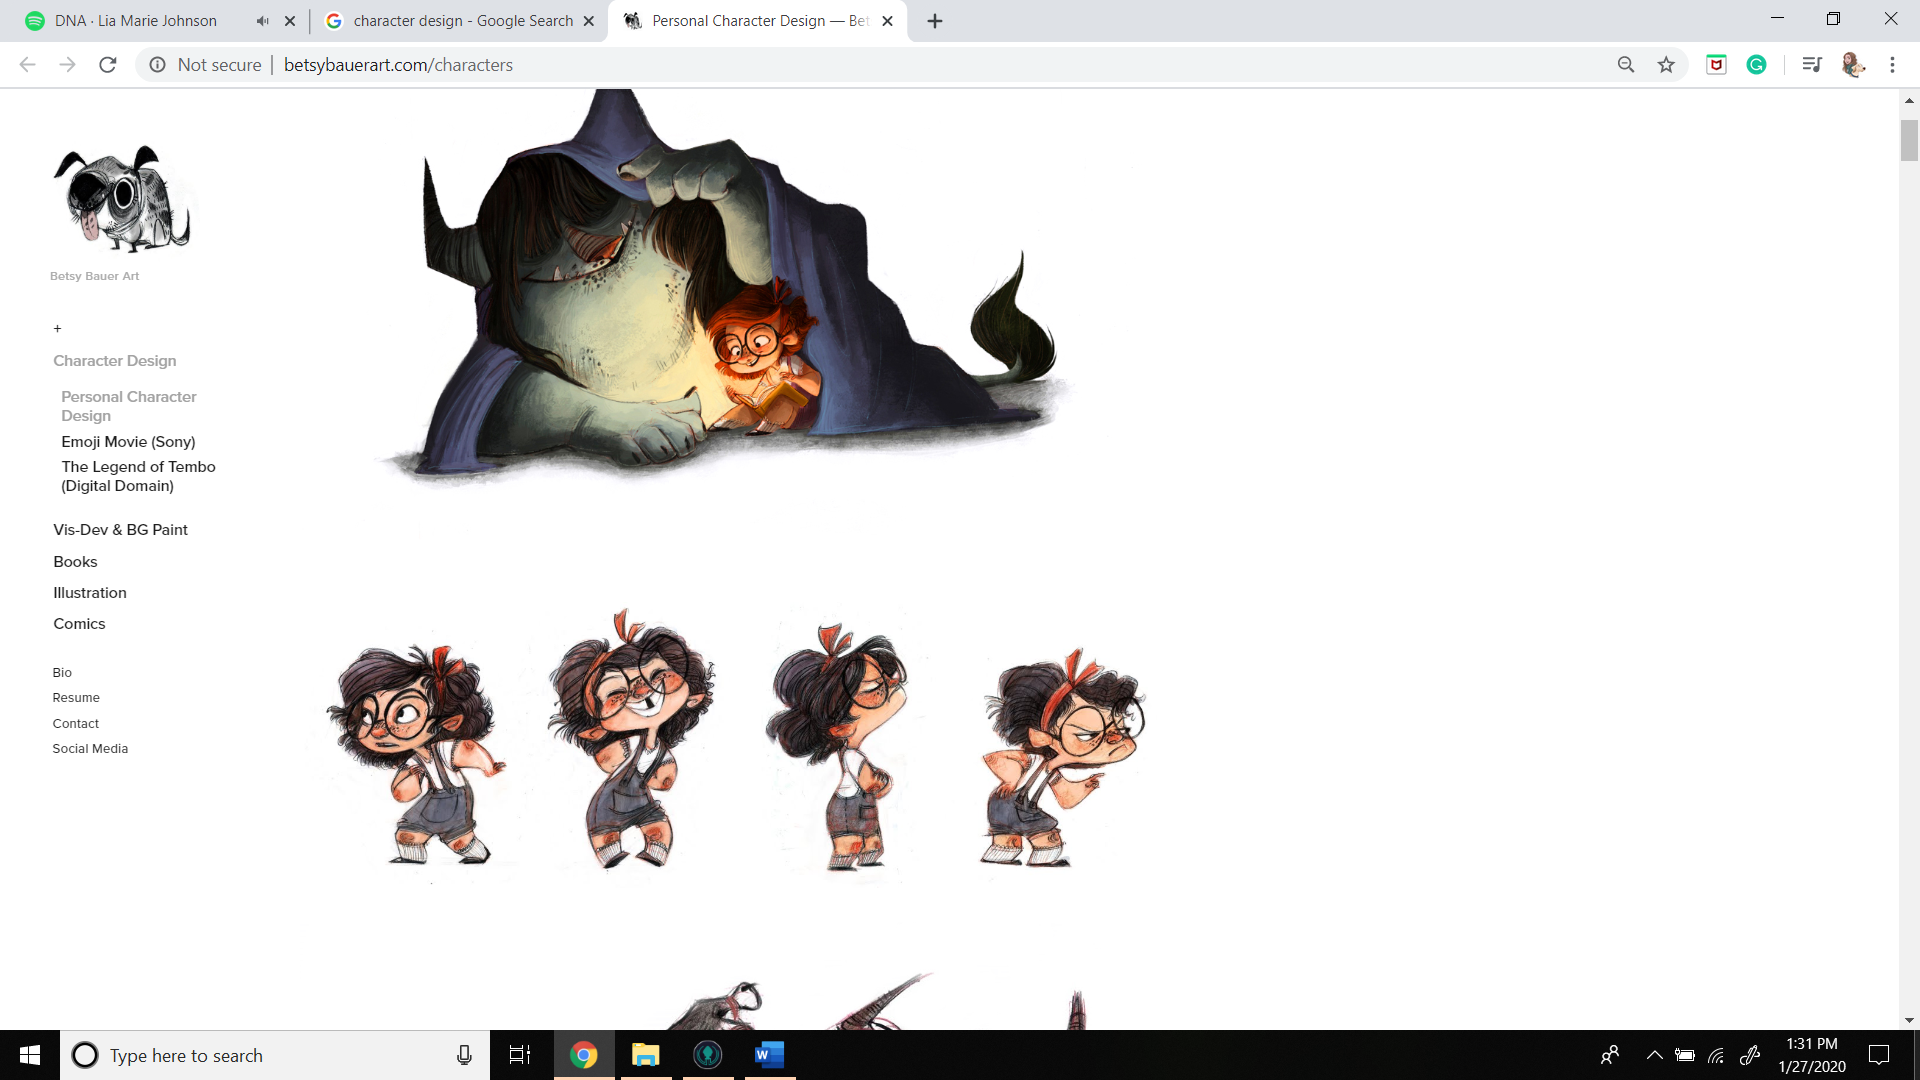 DNA · Lia Marie Johnson
character design - Google Search
Personal Character Design — Bet
Not secure
betsybauerart.com/characters
Betsy Bauer Art
+
Character Design
Personal Character
Design
Emoji Movie (Sony)
The Legend of Tembo
(Digital Domain)
Vis-Dev & BG Paint
Books
Illustration
Comics
Bio
Resume
Contact
Social Media
Type here to search
1:31 PM
1/27/2020